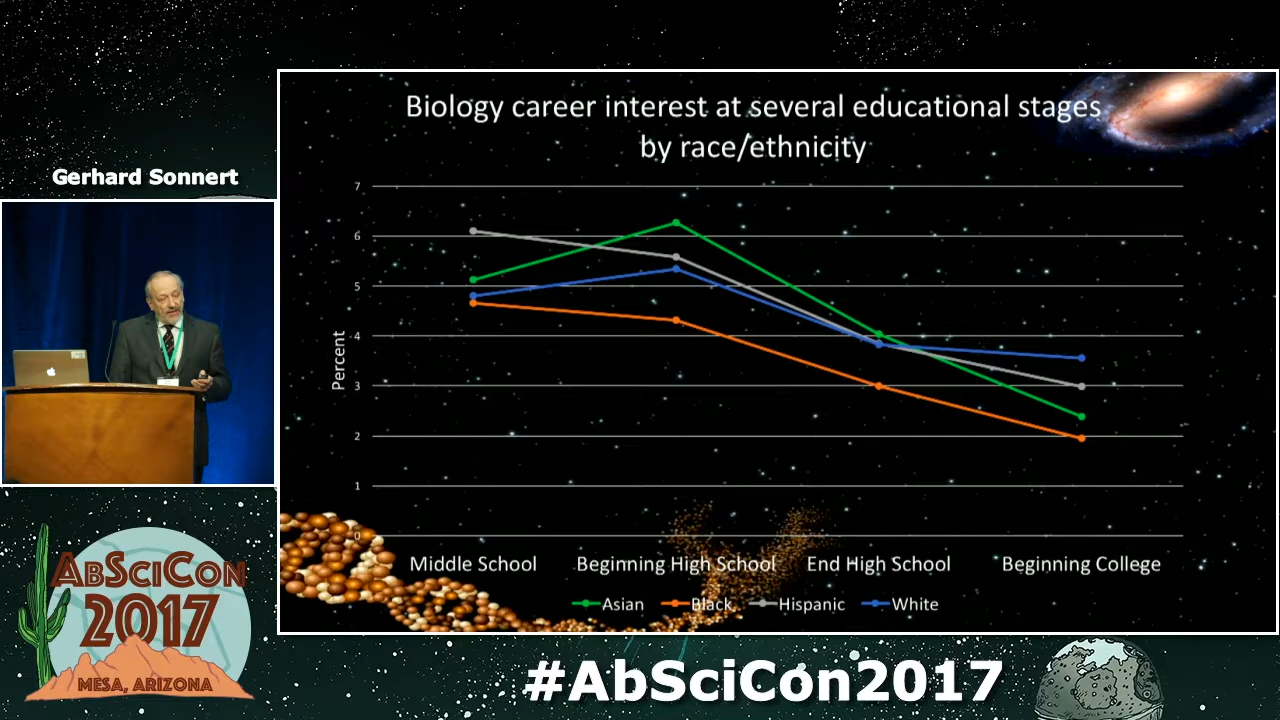 Biology career interest at several educational stages
by race/ethnicity
Gerhard Sonnert
7
6
5
4
3
2
1
0
Percent
Middle School
Beginning High School
End High School
Beginning College
Asian
Black
Hispanic
White
ABSCICON
2017
MESA, ARIZONA
#AbSciCon2017